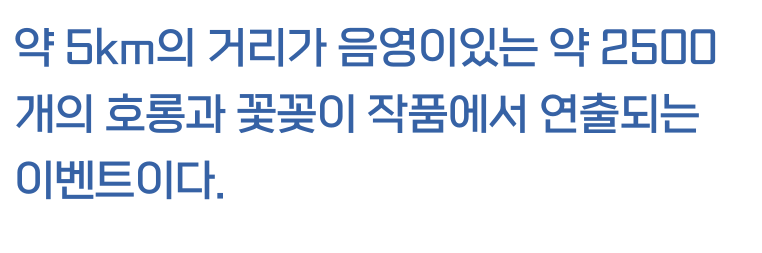 약 5km의 거리가 음영이있는 약 2500
개의 호롱과 꽃꽂이 작품에서 연출되는
이벤트이다.